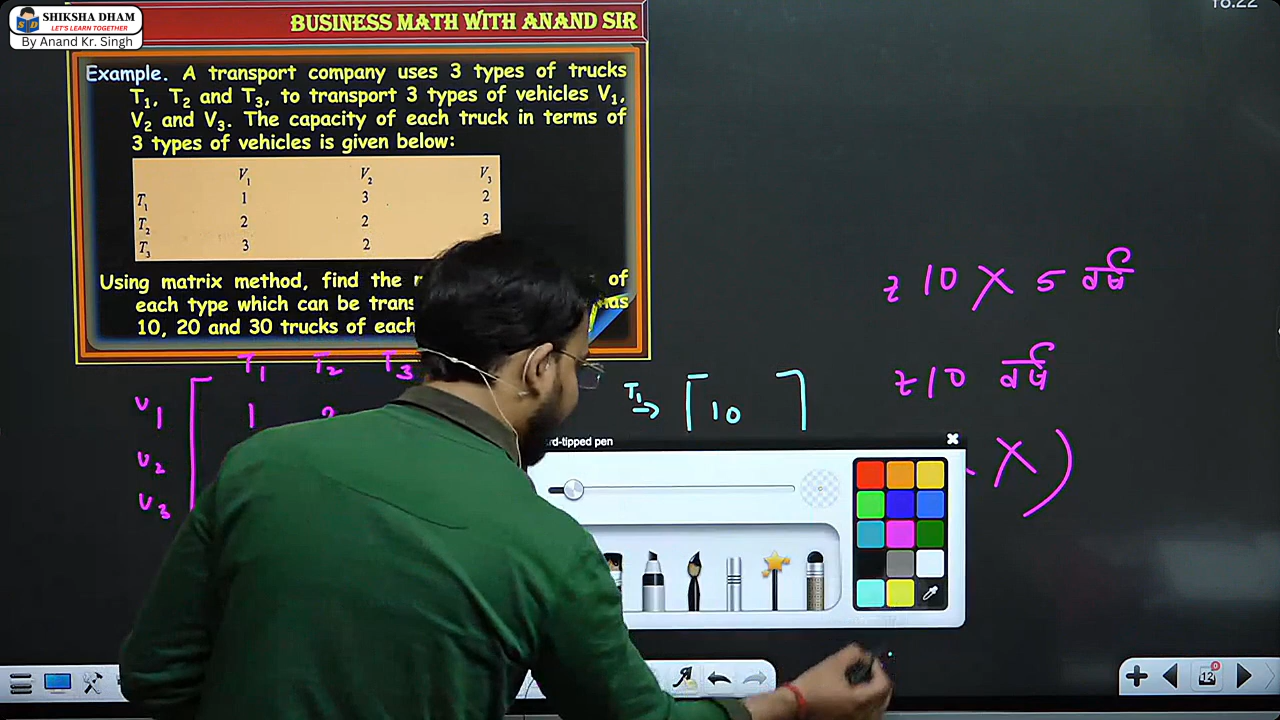 SHIKSHA DHAM
LET'S LEARN TOGETHER
By Anand Kr. Singh
BUSINESS MATH WITH ANAND SIR
18:22
Example. A transport company uses 3 types of trucks
T1, T2 and T3, to transport 3 types of vehicles V1,
V2 and V3. The capacity of each truck in terms of
3 types of vehicles is given below:
V1 V2 V3
T1 1 3 2
T2 2 2 3
T3 3 2
Using matrix method, find the of
each type which can be
10, 20 and 30 trucks of each
10 X 5 वर्ष
10 वर्ष
X )
T1 T2 T3
V1 1
V2
V3
T1 → [ 10 ]
pen
12